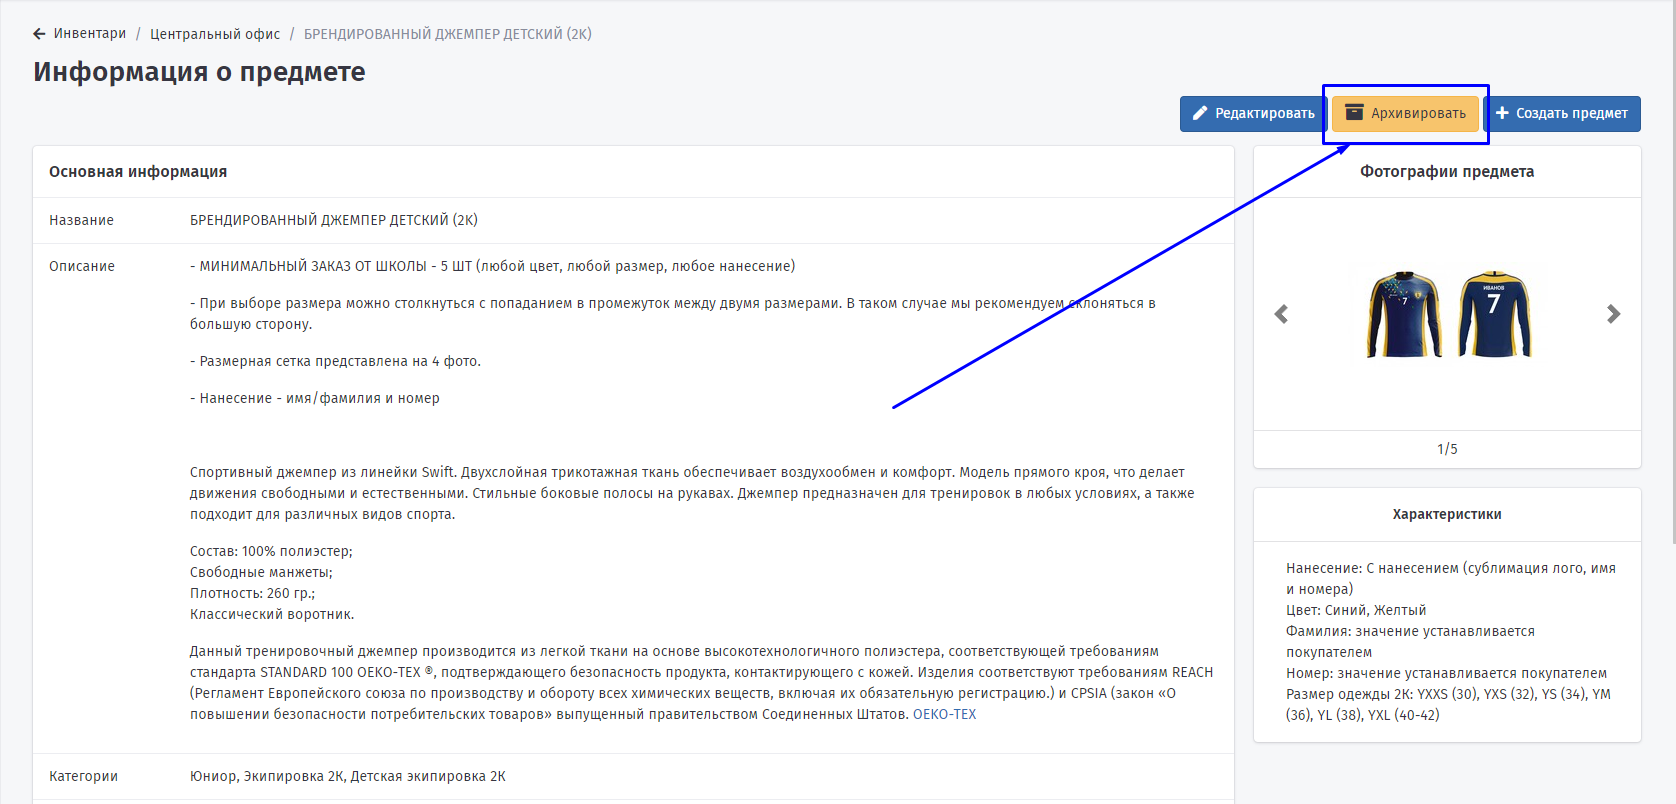 Инвентари / Центральный офис / БРЕНДИРОВАННЫЙ ДЖЕМПЕР ДЕТСКИЙ (2K)
Информация о предмете
Редактировать
Архивировать
Создать предмет
Основная информация
Название БРЕНДИРОВАННЫЙ ДЖЕМПЕР ДЕТСКИЙ (2K)
Описание - МИНИМАЛЬНЫЙ ЗАКАЗ ОТ ШКОЛЫ - 5 ШТ (любой цвет, любой размер, любое нанесение)
- При выборе размера можно столкнуться с попаданием в промежуток между двумя размерами. В таком случае мы рекомендуем склоняться в
большую сторону.
- Размерная сетка представлена на 4 фото.
- Нанесение - имя/фамилия и номер
Спортивный джемпер из линейки Swift. Двухслойная трикотажная ткань обеспечивает воздухообмен и комфорт. Модель прямого кроя, что делает
движения свободными и естественными. Стильные боковые полосы на рукавах. Джемпер предназначен для тренировок в любых условиях, а также
подходит для различных видов спорта.
Состав: 100% полиэстер;
Свободные манжеты;
Плотность: 260 гр.;
Классический воротник.
Данный тренировочный джемпер производится из легкой ткани на основе высокотехнологичного полиэстера, соответствующей требованиям
стандарта STANDARD 100 OEKO-TEX ®, подтверждающего безопасность продукта, контактирующего с кожей. Изделия соответствуют требованиям REACH
(Регламент Европейского союза по производству и обороту всех химических веществ, включая их обязательную регистрацию.) и CPSIA (закон «О
повышении безопасности потребительских товаров» выпущенный правительством Соединенных Штатов. OEKO-TEX
Категории Юниор, Экипировка 2К, Детская экипировка 2К
Фотографии предмета
7
ИВАНОВ
7
1/5
Характеристики
Нанесение: С нанесением (сублимация лого, имя
и номера)
Цвет: Синий, Желтый
Фамилия: значение устанавливается
покупателем
Номер: значение устанавливается покупателем
Размер одежды 2К: YXXS (30), YXS (32), YS (34), YM
(36), YL (38), YXL (40-42)